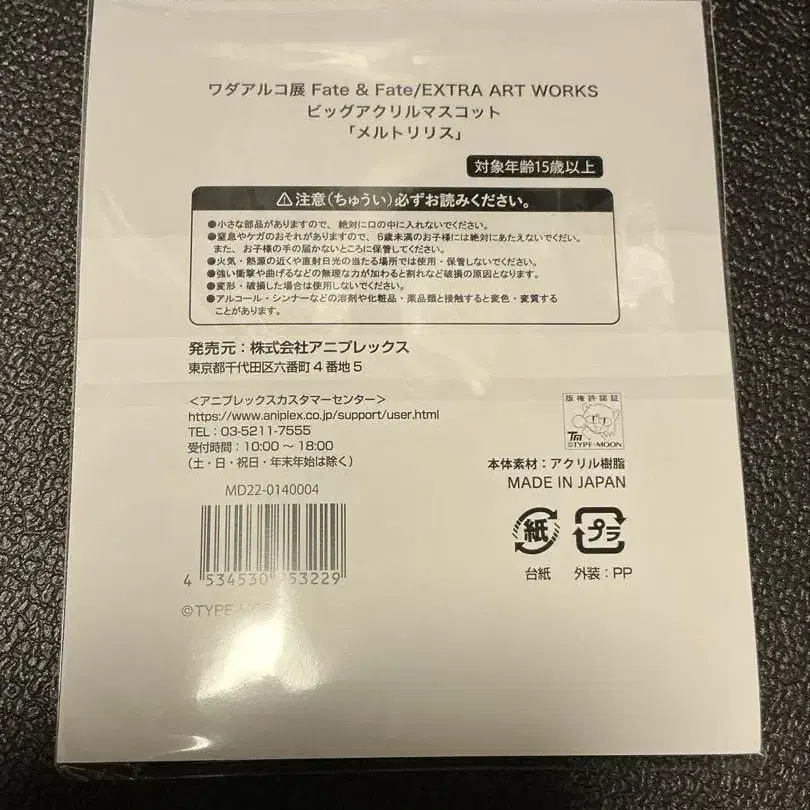 ワダアルコ展 Fate & Fate/EXTRA ART WORKS
ビッグアクリルマスコット
「メルトリリス」
対象年齢15歳以上
⚠注意(ちゅうい)必ずお読みください。
●小さな部品がありますので、絶対に口の中に入れないでください。
●窒息やケガのおそれがありますので、6歳未満のお子様には絶対にあたえないでください。
また、お子様の手の届かないところに保管してください。
●火気・熱源の近くや直射日光の当たる場所では使用・保管しないでください。
●強い衝撃や曲げるなどの無理な力が加わると割れなど破損の原因となります。
●変形・破損した場合は使用しないでください。
●アルコール・シンナーなどの溶剤や化粧品・薬品類と接触すると変色・変質する
ことがあります。
発売元:株式会社アニプレックス
東京都千代田区六番町4番地5
<アニプレックスカスタマーセンター>
https://www.aniplex.co.jp/support/user.html
TEL:03-5211-7555
受付時間:10:00~18:00
(土・日・祝日・年末年始は除く)
版権許諾証
TM
©TYPE-MOON
本体素材:アクリル樹脂
MADE IN JAPAN
MD22-0140004
4 534530 753229
紙
プラ
台紙 外装:PP
©TYPE-MOON